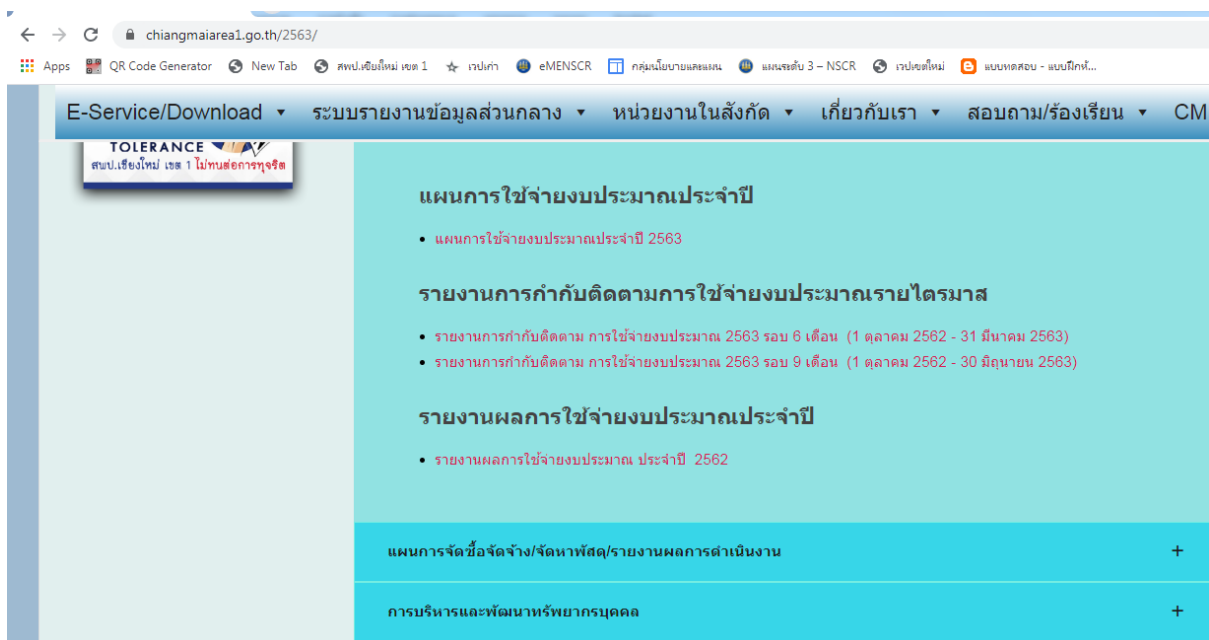 chiangmaiarea1.go.th/2563/
Apps QR Code Generator New Tab สพป.เชียงใหม่ เขต 1 เวปเก่า eMENSCR กลุ่มนโยบายและแผน แผนระดับ 3 – NSCR เวปเขตใหม่ แบบทดสอบ - แบบฝึกหั...
E-Service/Download ระบบรายงานข้อมูลส่วนกลาง หน่วยงานในสังกัด เกี่ยวกับเรา สอบถาม/ร้องเรียน CM
TOLERANCE
สพป.เชียงใหม่ เขต 1 ไม่ทนต่อการทุจริต
แผนการใช้จ่ายงบประมาณประจำปี
แผนการใช้จ่ายงบประมาณประจำปี 2563
รายงานการกำกับติดตามการใช้จ่ายงบประมาณรายไตรมาส
รายงานการกำกับติดตาม การใช้จ่ายงบประมาณ 2563 รอบ 6 เดือน (1 ตุลาคม 2562 - 31 มีนาคม 2563)
รายงานการกำกับติดตาม การใช้จ่ายงบประมาณ 2563 รอบ 9 เดือน (1 ตุลาคม 2562 - 30 มิถุนายน 2563)
รายงานผลการใช้จ่ายงบประมาณประจำปี
รายงานผลการใช้จ่ายงบประมาณ ประจำปี 2562
แผนการจัดซื้อจัดจ้าง/จัดหาพัสดุ/รายงานผลการดำเนินงาน +
การบริหารและพัฒนาทรัพยากรบุคคล +